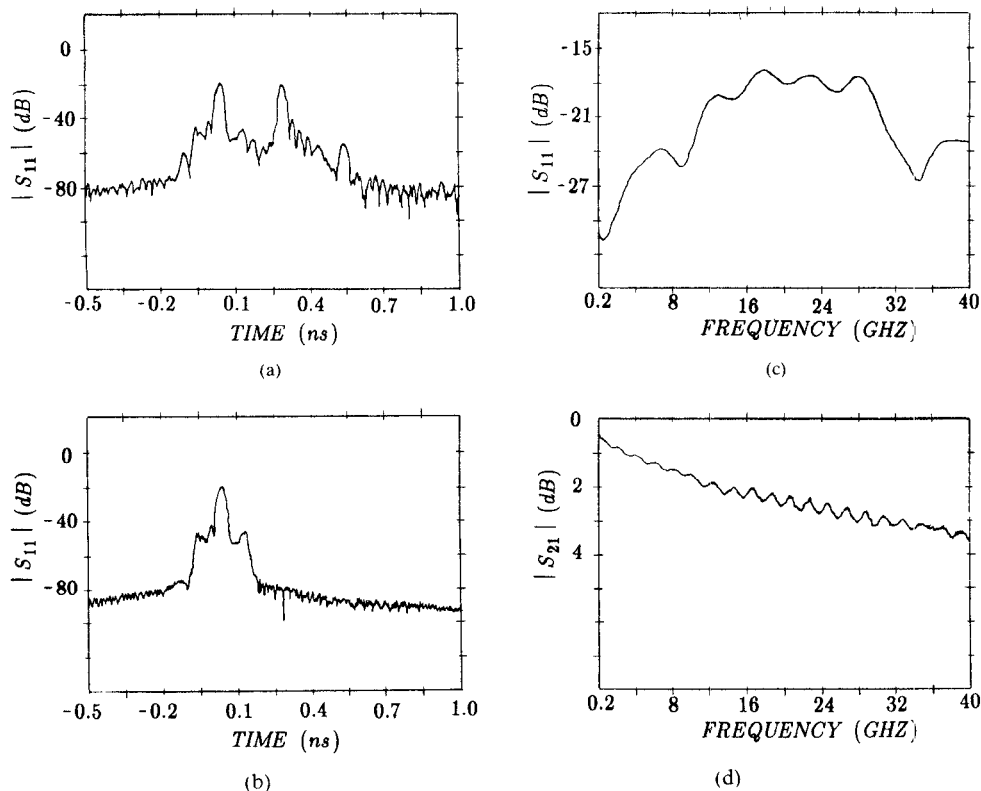 0
-40
-80
| S11 | (dB)
-0.5 -0.2 0.1 0.4 0.7 1.0
TIME (ns)
(a)
-15
-21
-27
| S11 | (dB)
0.2 8 16 24 32 40
FREQUENCY (GHZ)
(c)
0
-40
-80
| S11 | (dB)
-0.5 -0.2 0.1 0.4 0.7 1.0
TIME (ns)
(b)
0
2
4
| S21 | (dB)
0.2 8 16 24 32 40
FREQUENCY (GHZ)
(d)